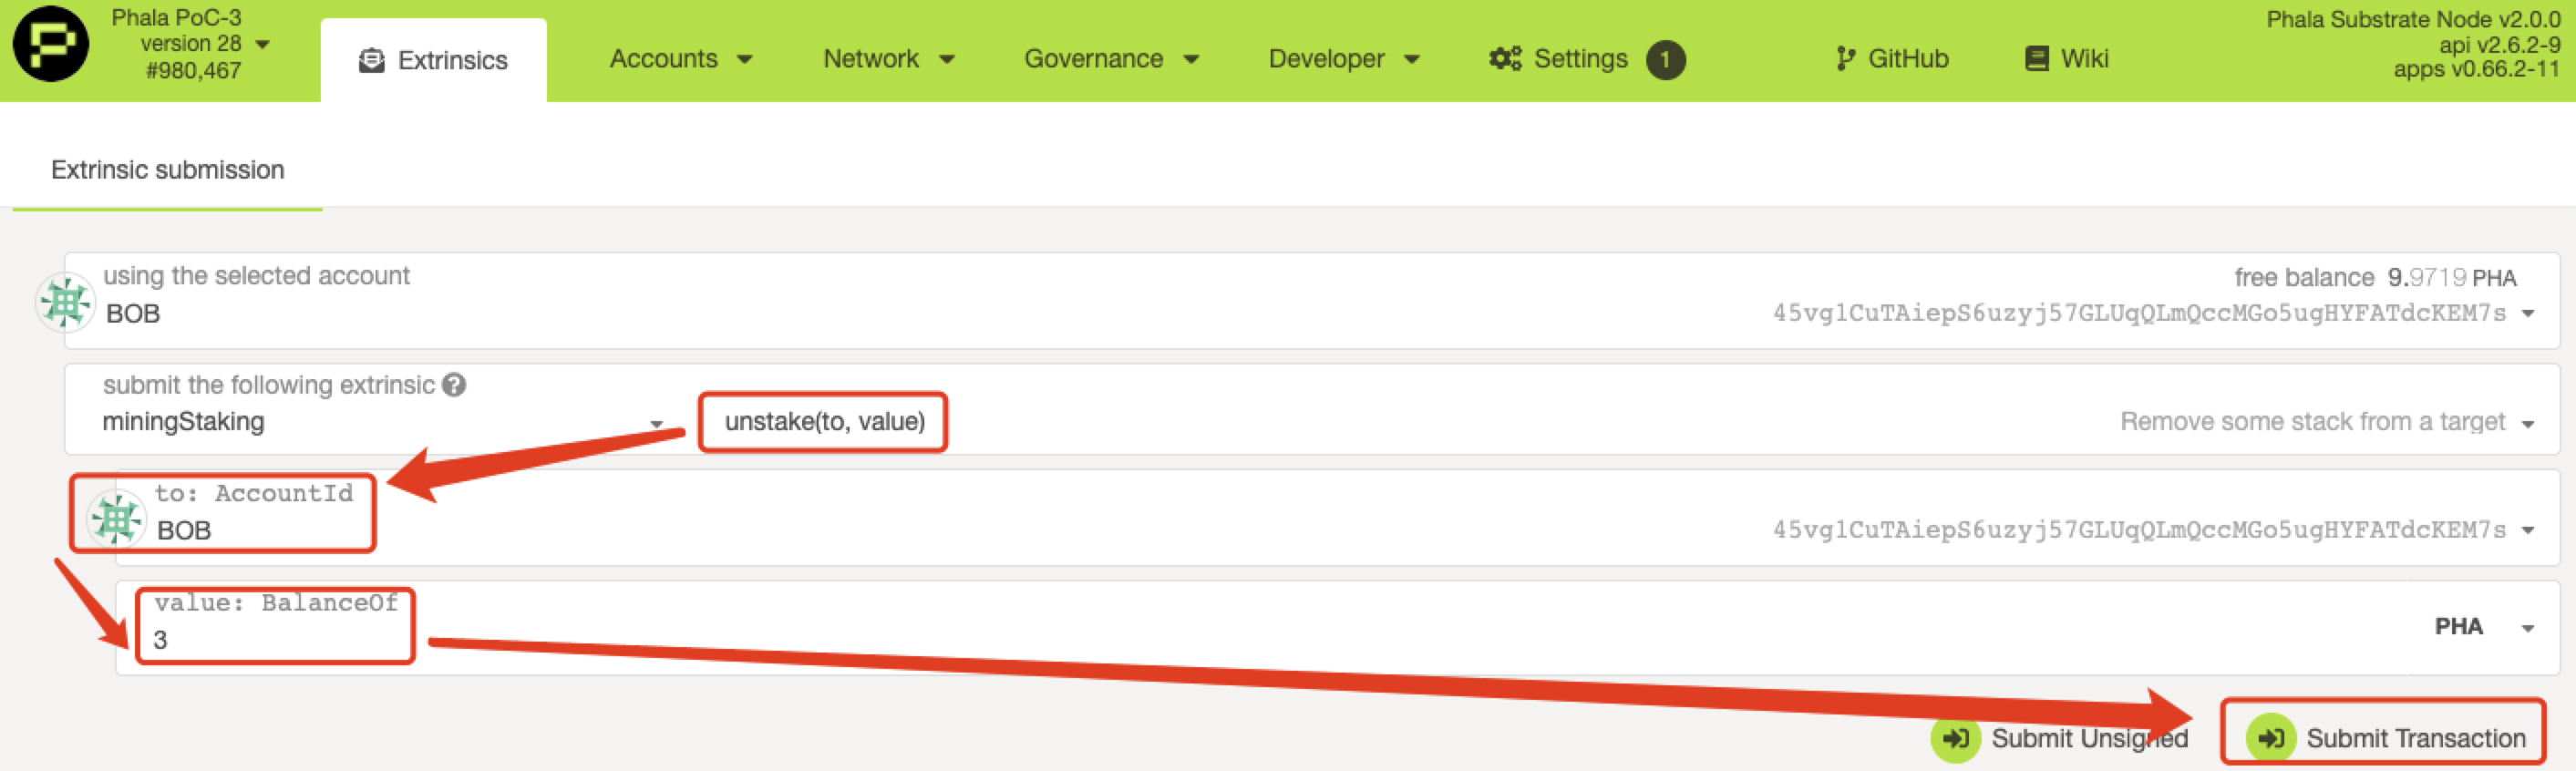 Phala PoC-3
version 28
#980,467
Extrinsics
Accounts
Network
Governance
Developer
Settings 1
GitHub
Wiki
Phala Substrate Node v2.0.0
api v2.6.2-9
apps v0.66.2-11
Extrinsic submission
using the selected account
BOB
free balance 9.9719 PHA
45vg1CuTAiepS6uzyj57GLUqQLmQccMGo5ugHYFATdcKEM7s
submit the following extrinsic ?
miningStaking
unstake(to, value)
Remove some stack from a target
to: AccountId
BOB
45vg1CuTAiepS6uzyj57GLUqQLmQccMGo5ugHYFATdcKEM7s
value: BalanceOf
3
PHA
Submit Unsigned
Submit Transaction